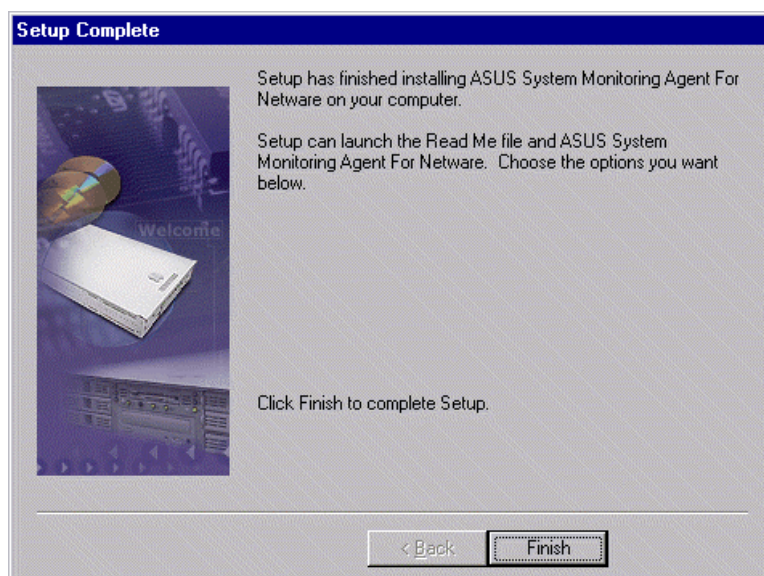 Setup Complete
Setup has finished installing ASUS System Monitoring Agent For
Netware on your computer.
Setup can launch the Read Me file and ASUS System
Monitoring Agent For Netware.  Choose the options you want
below.
Welcome
Click Finish to complete Setup.
< Back
Finish